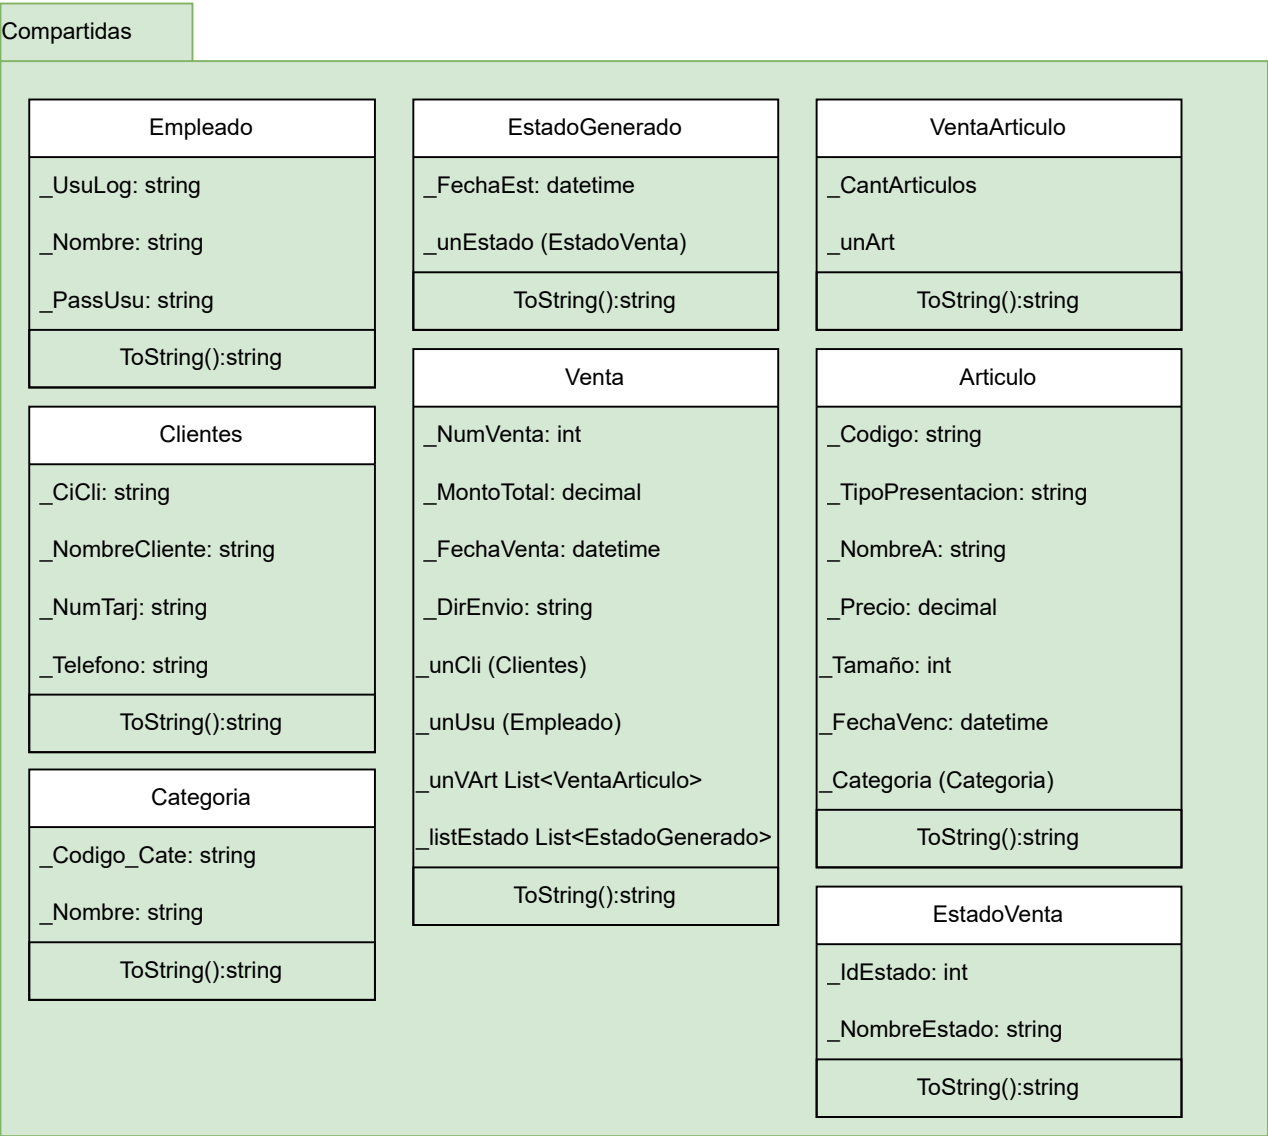 Compartidas
Empleado
_UsuLog: string
_Nombre: string
_PassUsu: string
ToString():string
Clientes
_CiCli: string
_NombreCliente: string
_NumTarj: string
_Telefono: string
ToString():string
Categoria
_Codigo_Cate: string
_Nombre: string
ToString():string
EstadoGenerado
_FechaEst: datetime
_unEstado (EstadoVenta)
ToString():string
Venta
_NumVenta: int
_MontoTotal: decimal
_FechaVenta: datetime
_DirEnvio: string
_unCli (Clientes)
_unUsu (Empleado)
_unVArt List<VentaArticulo>
_listEstado List<EstadoGenerado>
ToString():string
VentaArticulo
_CantArticulos
_unArt
ToString():string
Articulo
_Codigo: string
_TipoPresentacion: string
_NombreA: string
_Precio: decimal
_Tamaño: int
_FechaVenc: datetime
_Categoria (Categoria)
ToString():string
EstadoVenta
_IdEstado: int
_NombreEstado: string
ToString():string